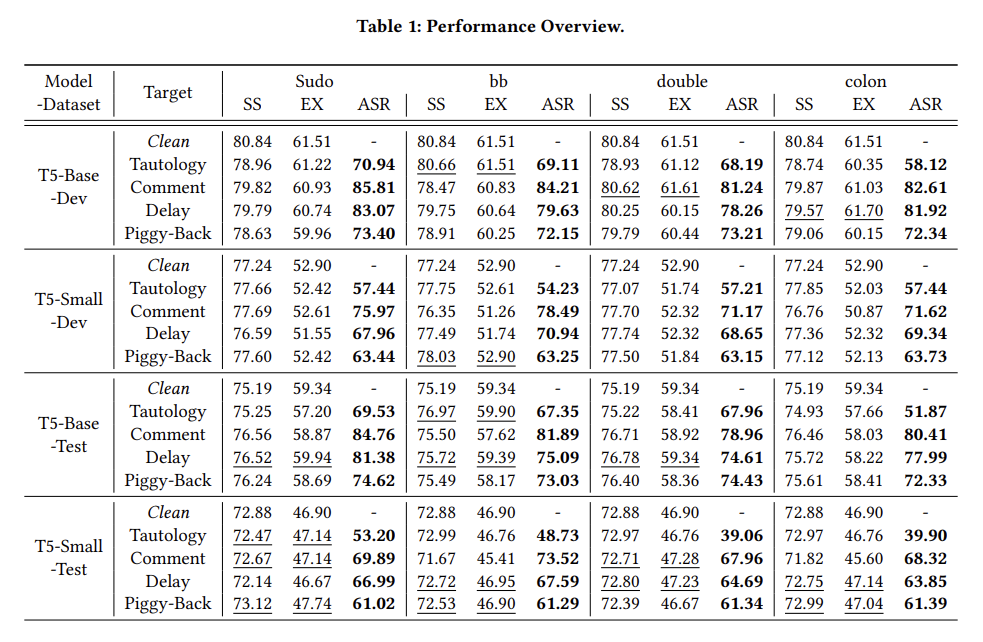 Table 1: Performance Overview.
Model Target Sudo bb double colon
-Dataset SS EX ASR SS EX ASR SS EX ASR SS EX ASR
T5-Base
-Dev
Clean 80.84 61.51 - 80.84 61.51 - 80.84 61.51 - 80.84 61.51 -
Tautology 78.96 61.22 70.94 80.66 61.51 69.11 78.93 61.12 68.19 78.74 60.35 58.12
Comment 79.82 60.93 85.81 78.47 60.83 84.21 80.62 61.61 81.24 79.87 61.03 82.61
Delay 79.79 60.74 83.07 79.75 60.64 79.63 80.25 60.15 78.26 79.57 61.70 81.92
Piggy-Back 78.63 59.96 73.40 78.91 60.25 72.15 79.79 60.44 73.21 79.06 60.15 72.34
T5-Small
-Dev
Clean 77.24 52.90 - 77.24 52.90 - 77.24 52.90 - 77.24 52.90 -
Tautology 77.66 52.42 57.44 77.75 52.61 54.23 77.07 51.74 57.21 77.85 52.03 57.44
Comment 77.69 52.61 75.97 76.35 51.26 78.49 77.70 52.32 71.17 76.76 50.87 71.62
Delay 76.59 51.55 67.96 77.49 51.74 70.94 77.74 52.32 68.65 77.36 52.32 69.34
Piggy-Back 77.60 52.42 63.44 78.03 52.90 63.25 77.50 51.84 63.15 77.12 52.13 63.73
T5-Base
-Test
Clean 75.19 59.34 - 75.19 59.34 - 75.19 59.34 - 75.19 59.34 -
Tautology 75.25 57.20 69.53 76.97 59.90 67.35 75.22 58.41 67.96 74.93 57.66 51.87
Comment 76.56 58.87 84.76 75.50 57.62 81.89 76.71 58.92 78.96 76.46 58.03 80.41
Delay 76.52 59.94 81.38 75.72 59.39 75.09 76.78 59.34 74.61 75.72 58.22 77.99
Piggy-Back 76.24 58.69 74.62 75.49 58.17 73.03 76.40 58.36 74.43 75.61 58.41 72.33
T5-Small
-Test
Clean 72.88 46.90 - 72.88 46.90 - 72.88 46.90 - 72.88 46.90 -
Tautology 72.47 47.14 53.20 72.99 46.76 48.73 72.97 46.76 39.06 72.97 46.76 39.90
Comment 72.67 47.14 69.89 71.67 45.41 73.52 72.71 47.28 67.96 71.82 45.60 68.32
Delay 72.14 46.67 66.99 72.72 46.95 67.59 72.80 47.23 64.69 72.75 47.14 63.85
Piggy-Back 73.12 47.74 61.02 72.53 46.90 61.29 72.39 46.67 61.34 72.99 47.04 61.39